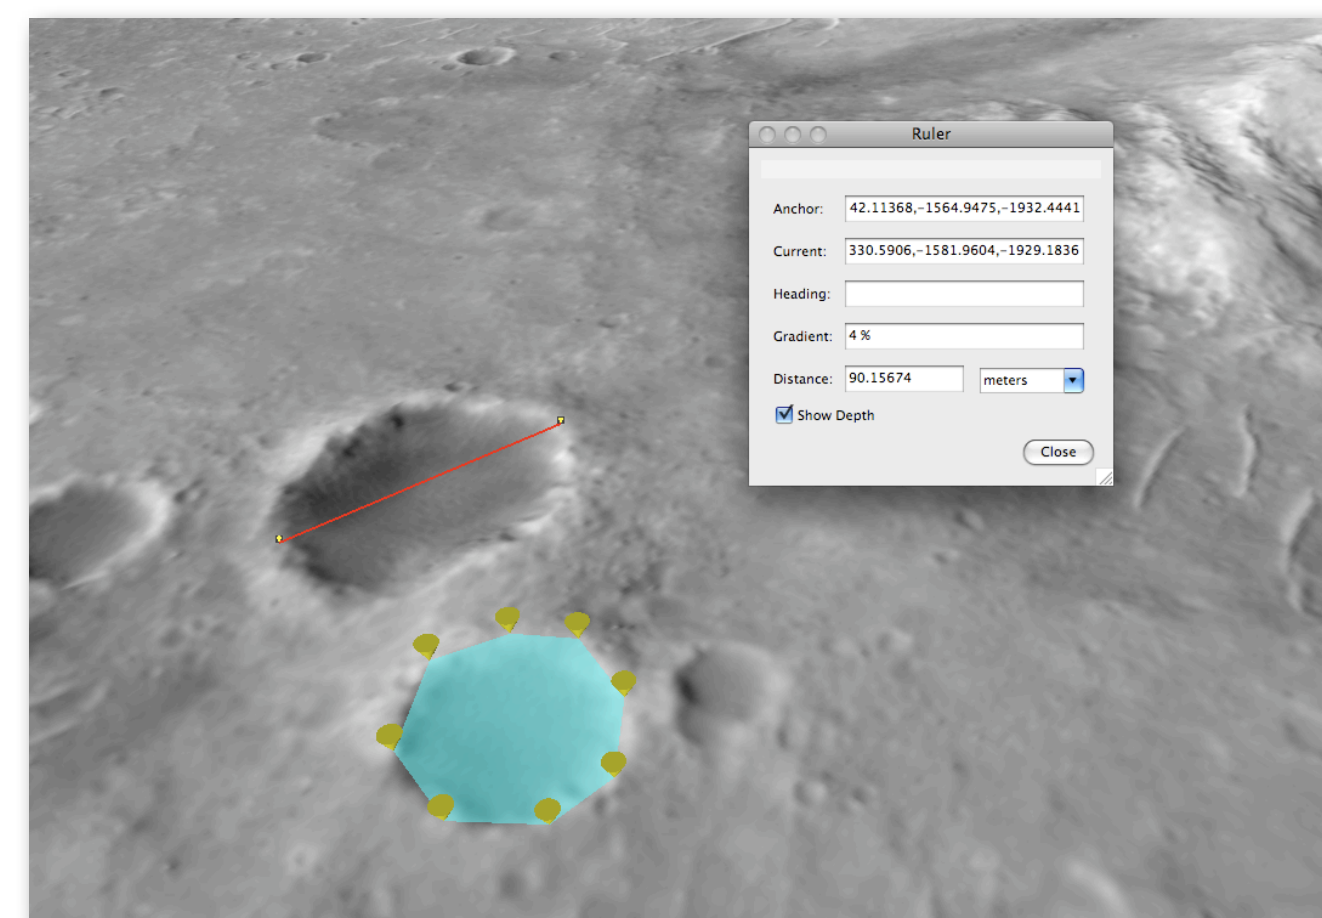 Ruler
Anchor: 42.11368,-1564.9475,-1932.4441
Current: 330.5906,-1581.9604,-1929.1836
Heading:
Gradient: 4 %
Distance: 90.15674 meters
Show Depth
Close